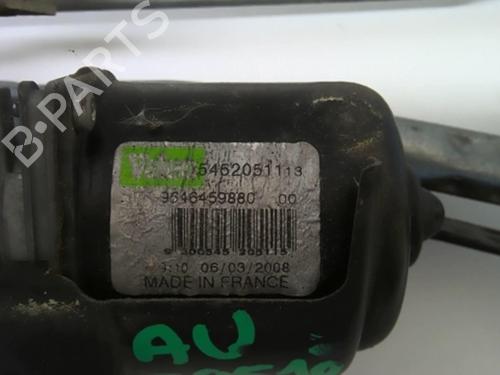 B-PARTS
Valeo 54620511 13
9646459880 00
06/03/2008
MADE IN FRANCE
AV